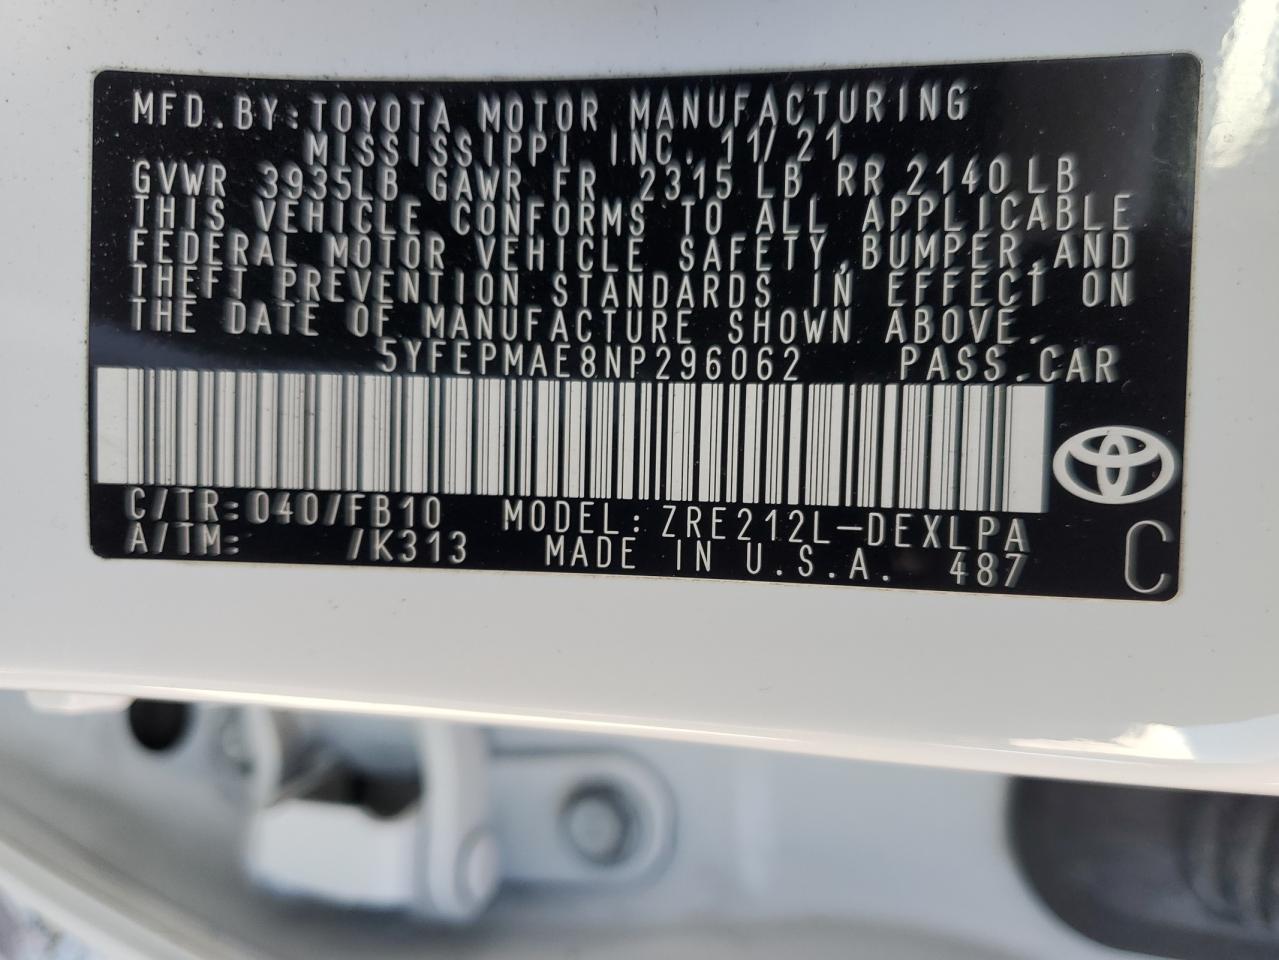 MFD.BY:TOYOTA MOTOR MANUFACTURING
MISSISSIPPI INC. 11/21
GVWR 3935LB GAWR FR 2315 LB RR 2140 LB
THIS VEHICLE CONFORMS TO ALL APPLICABLE
FEDERAL MOTOR VEHICLE SAFETY,BUMPER,AND
THEFT PREVENTION STANDARDS IN EFFECT ON
THE DATE OF MANUFACTURE SHOWN ABOVE.
5YFEPMAE8NP296062 PASS.CAR
C/TR:040/FB10 MODEL:ZRE212L-DEXLPA
A/TM: /K313 MADE IN U.S.A. 487 C